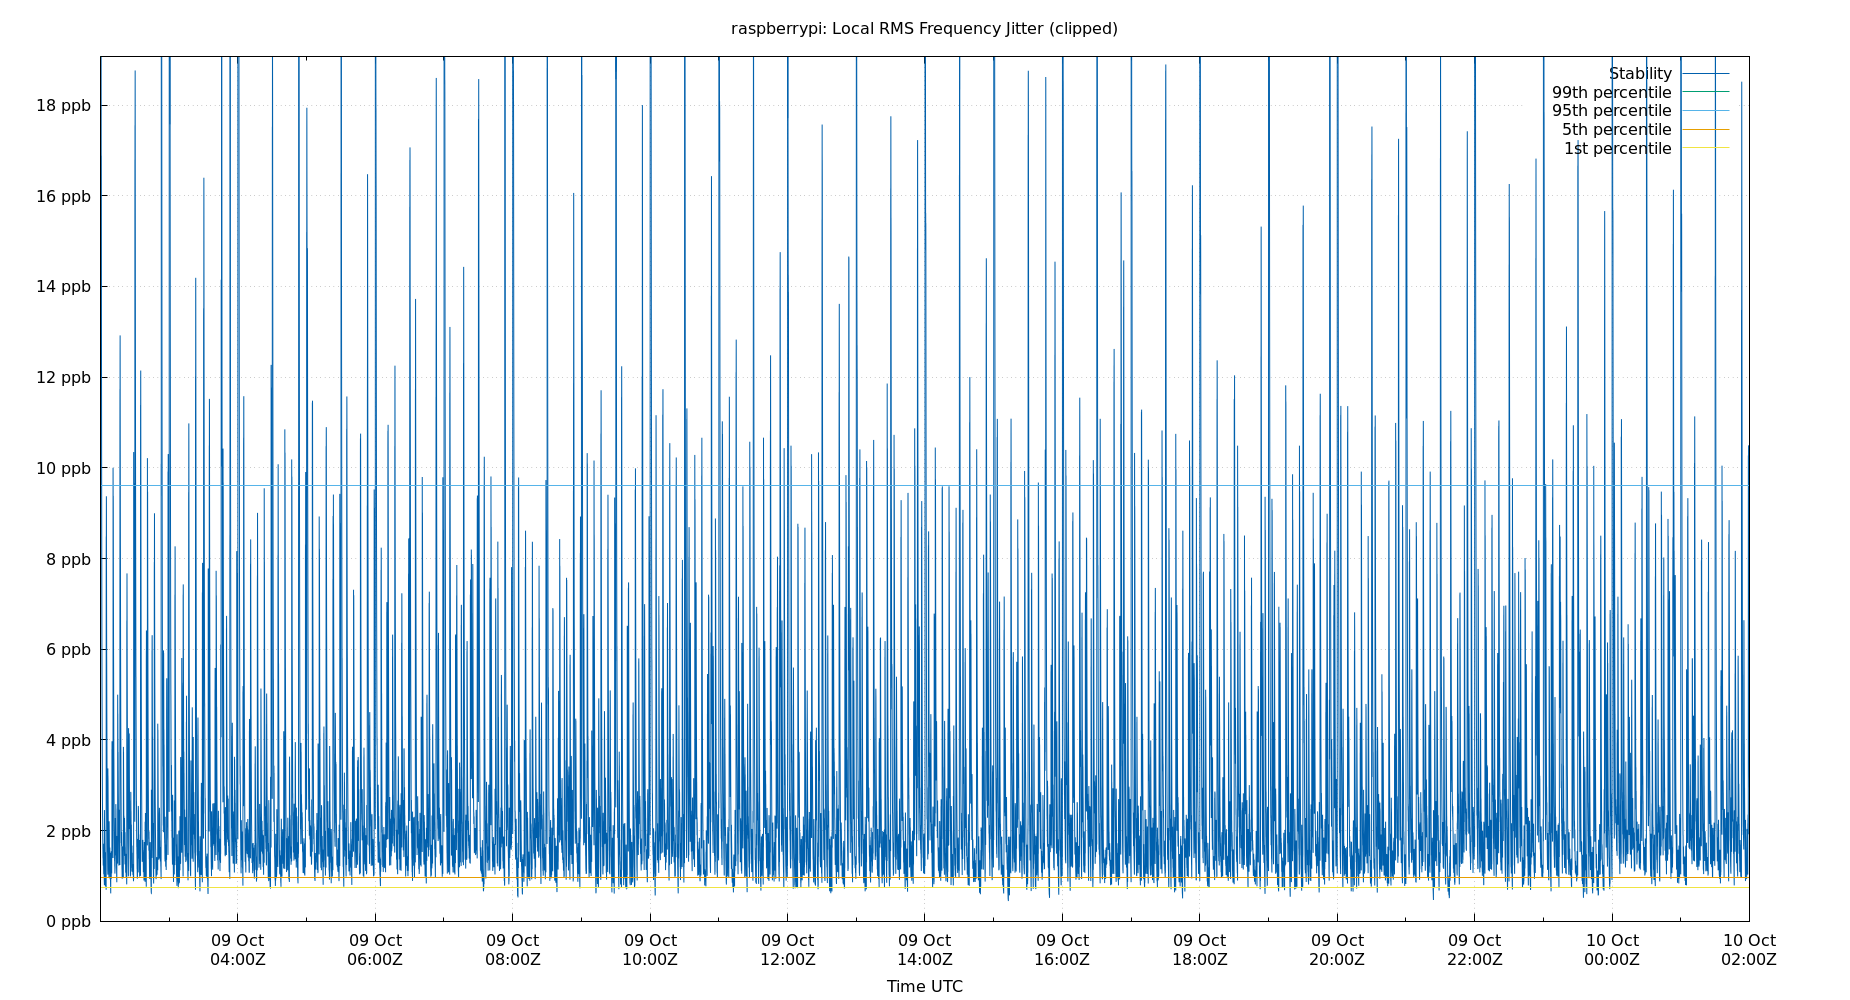 raspberrypi: Local RMS Frequency Jitter (clipped)
Stability
99th percentile
95th percentile
5th percentile
1st percentile
18 ppb
16 ppb
14 ppb
12 ppb
10 ppb
8 ppb
6 ppb
4 ppb
2 ppb
0 ppb
09 Oct 09 Oct 09 Oct 09 Oct 09 Oct 09 Oct 09 Oct 09 Oct 09 Oct 09 Oct 10 Oct 10 Oct
04:00Z 06:00Z 08:00Z 10:00Z 12:00Z 14:00Z 16:00Z 18:00Z 20:00Z 22:00Z 00:00Z 02:00Z
Time UTC